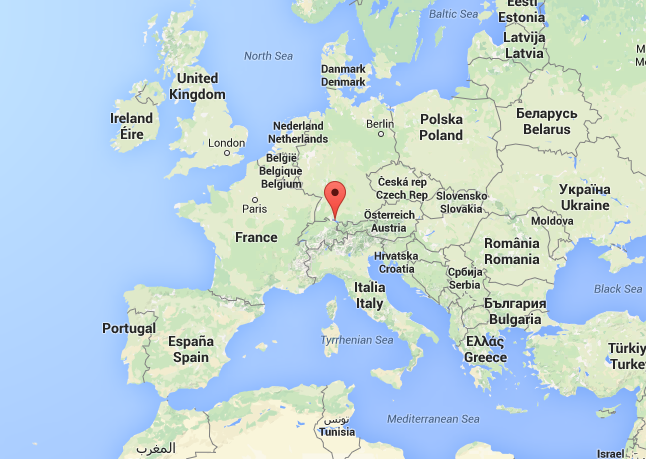 Baltic Sea
Eesti
Estonia
North Sea
Latvija
Latvia
Danmark
Denmark
United
Kingdom
Ireland
Éire
Nederland
Netherlands
Berlin
Polska
Poland
Беларусь
Belarus
London
België
Belgique
Belgium
Česká rep
Czech Rep
Slovensko
Slovakia
Україна
Ukraine
Paris
Österreich
Austria
Moldova
France
România
Romania
Hrvatska
Croatia
Србија
Serbia
Italia
Italy
България
Bulgaria
Black Sea
Portugal
España
Spain
Tyrrhenian Sea
Ελλάς
Greece
Türkiy
Turke
تونس
Tunisia
Mediterranean Sea
المغرب
Israel